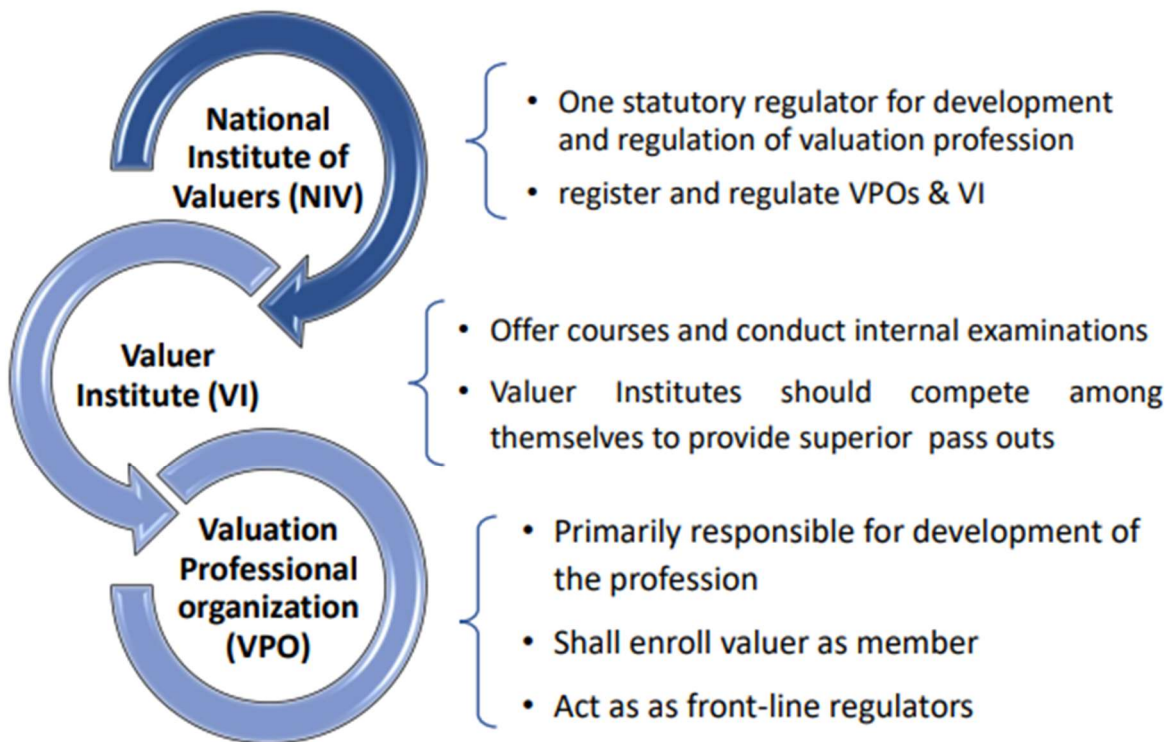 National
Institute of
Valuers (NIV)
• One statutory regulator for development
and regulation of valuation profession
• register and regulate VPOs & VI
Valuer
Institute (VI)
• Offer courses and conduct internal examinations
• Valuer Institutes should compete among
themselves to provide superior pass outs
Valuation
Professional
organization
(VPO)
• Primarily responsible for development of
the profession
• Shall enroll valuer as member
• Act as as front-line regulators